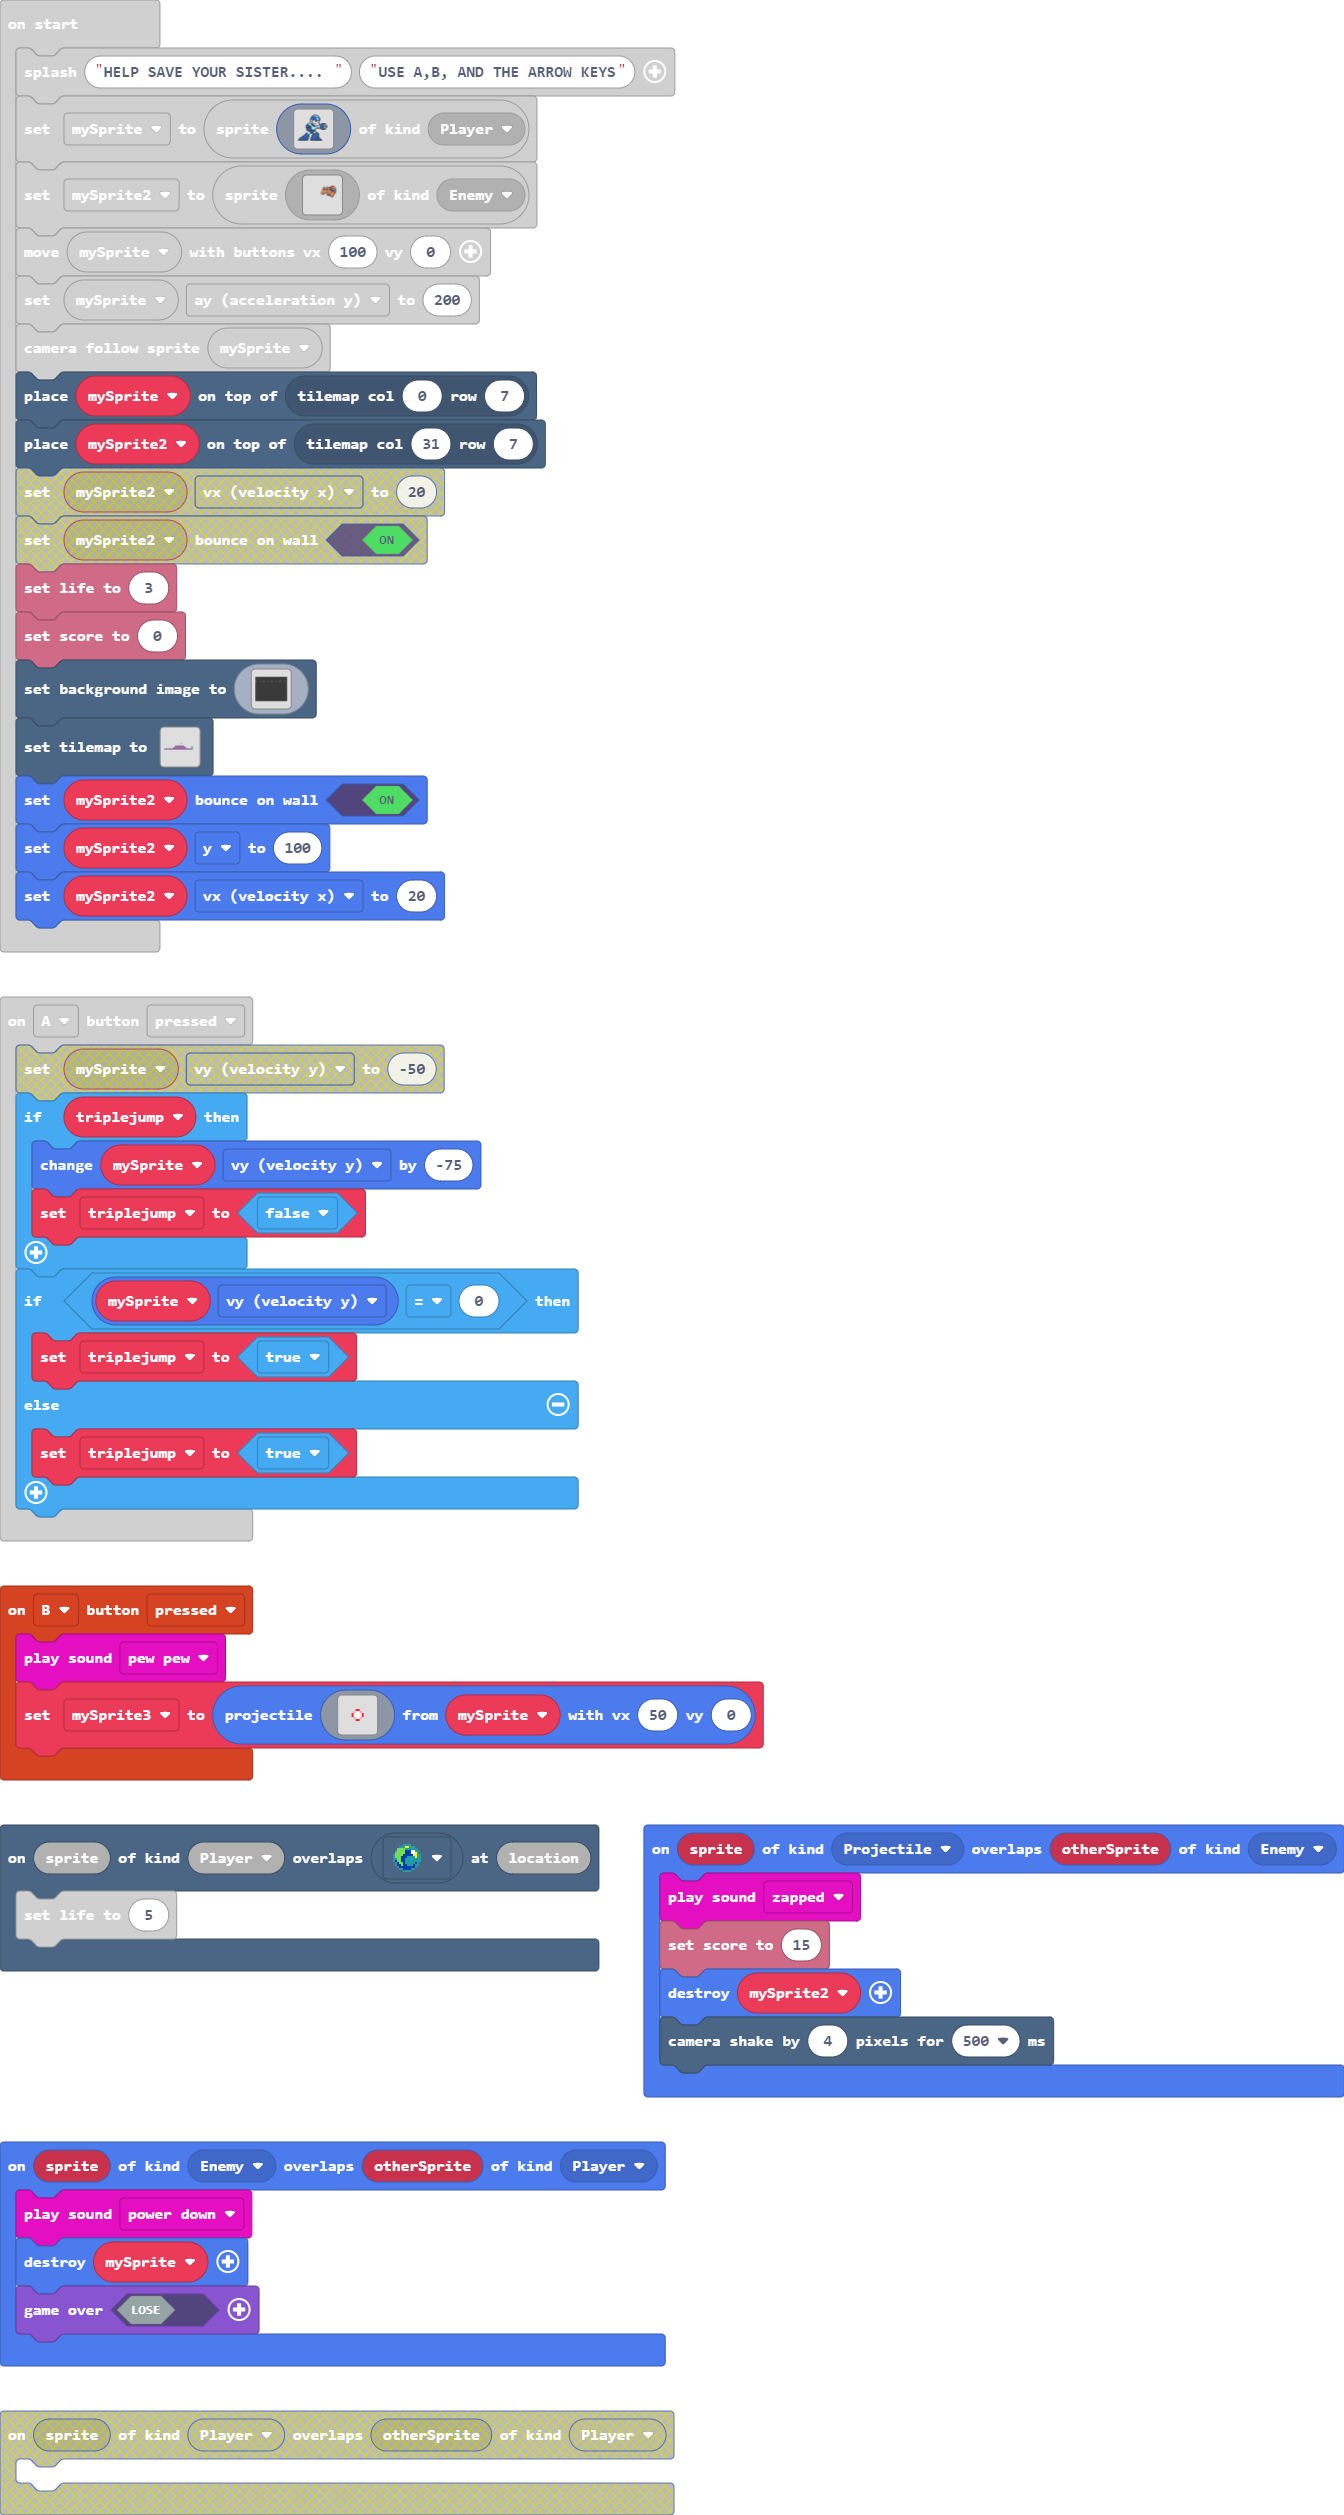 on start
splash "HELP SAVE YOUR SISTER.... " "USE A,B, AND THE ARROW KEYS"
set mySprite to sprite of kind Player
set mySprite2 to sprite of kind Enemy
move mySprite with buttons vx 100 vy 0
set mySprite ay (acceleration y) to 200
camera follow sprite mySprite
place mySprite on top of tilemap col 0 row 7
place mySprite2 on top of tilemap col 31 row 7
set mySprite2 vx (velocity x) to 20
set mySprite2 bounce on wall ON
set life to 3
set score to 0
set background image to
set tilemap to
set mySprite2 bounce on wall ON
set mySprite2 y to 100
set mySprite2 vx (velocity x) to 20
on A button pressed
set mySprite vy (velocity y) to -50
if triplejump then
change mySprite vy (velocity y) by -75
set triplejump to false
if mySprite vy (velocity y) = 0 then
set triplejump to true
else
set triplejump to true
on B button pressed
play sound pew pew
set mySprite3 to projectile from mySprite with vx 50 vy 0
on sprite of kind Player overlaps at location
set life to 5
on sprite of kind Projectile overlaps otherSprite of kind Enemy
play sound zapped
set score to 15
destroy mySprite2
camera shake by 4 pixels for 500 ms
on sprite of kind Enemy overlaps otherSprite of kind Player
play sound power down
destroy mySprite
game over LOSE
on sprite of kind Player overlaps otherSprite of kind Player